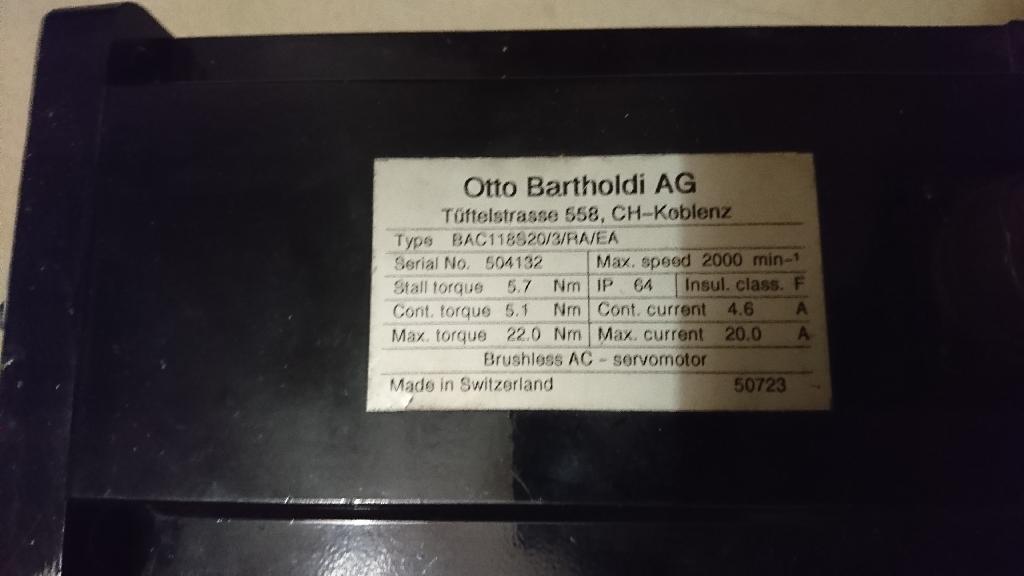 Otto Bartholdi AG
Tüftelstrasse 558, CH-Koblenz
Type BAC118S20/3/RA/EA
Serial No. 504132 Max. speed 2000 min-¹
Stall torque 5.7 Nm IP 64 Insul. class. F
Cont. torque 5.1 Nm Cont. current 4.6 A
Max. torque 22.0 Nm Max. current 20.0 A
Brushless AC - servomotor
Made in Switzerland 50723